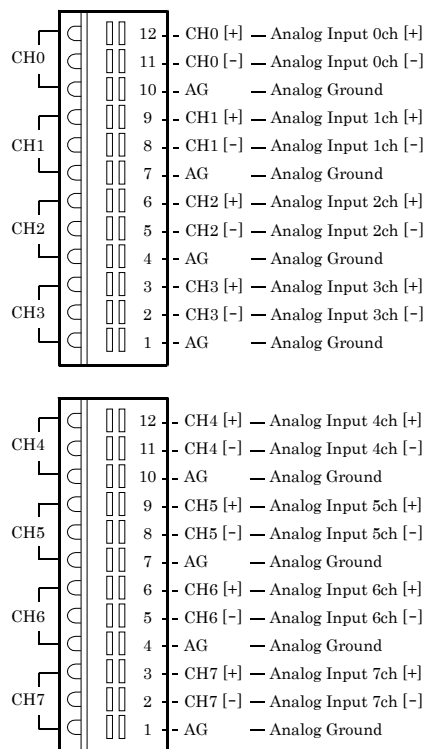 12 - - CH0 [+] — Analog Input 0ch [+]
CH0
11 - - CH0 [-] — Analog Input 0ch [-]
10 - - AG — Analog Ground
9 - - CH1 [+] — Analog Input 1ch [+]
CH1
8 - - CH1 [-] — Analog Input 1ch [-]
7 - - AG — Analog Ground
6 - - CH2 [+] — Analog Input 2ch [+]
CH2
5 - - CH2 [-] — Analog Input 2ch [-]
4 - - AG — Analog Ground
3 - - CH3 [+] — Analog Input 3ch [+]
CH3
2 - - CH3 [-] — Analog Input 3ch [-]
1 - - AG — Analog Ground
12 - - CH4 [+] — Analog Input 4ch [+]
CH4
11 - - CH4 [-] — Analog Input 4ch [-]
10 - - AG — Analog Ground
9 - - CH5 [+] — Analog Input 5ch [+]
CH5
8 - - CH5 [-] — Analog Input 5ch [-]
7 - - AG — Analog Ground
6 - - CH6 [+] — Analog Input 6ch [+]
CH6
5 - - CH6 [-] — Analog Input 6ch [-]
4 - - AG — Analog Ground
3 - - CH7 [+] — Analog Input 7ch [+]
CH7
2 - - CH7 [-] — Analog Input 7ch [-]
1 - - AG — Analog Ground